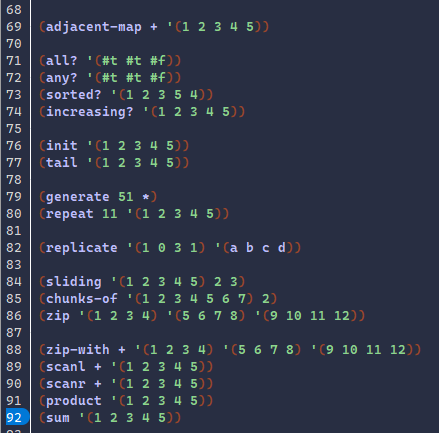 68
69 (adjacent-map + '(1 2 3 4 5))
70
71 (all? '(#t #t #f))
72 (any? '(#t #t #f))
73 (sorted? '(1 2 3 5 4))
74 (increasing? '(1 2 3 4 5))
75
76 (init '(1 2 3 4 5))
77 (tail '(1 2 3 4 5))
78
79 (generate 51 *)
80 (repeat 11 '(1 2 3 4 5))
81
82 (replicate '(1 0 3 1) '(a b c d))
83
84 (sliding '(1 2 3 4 5) 2 3)
85 (chunks-of '(1 2 3 4 5 6 7) 2)
86 (zip '(1 2 3 4) '(5 6 7 8) '(9 10 11 12))
87
88 (zip-with + '(1 2 3 4) '(5 6 7 8) '(9 10 11 12))
89 (scanl + '(1 2 3 4 5))
90 (scanr + '(1 2 3 4 5))
91 (product '(1 2 3 4 5))
92 (sum '(1 2 3 4 5))